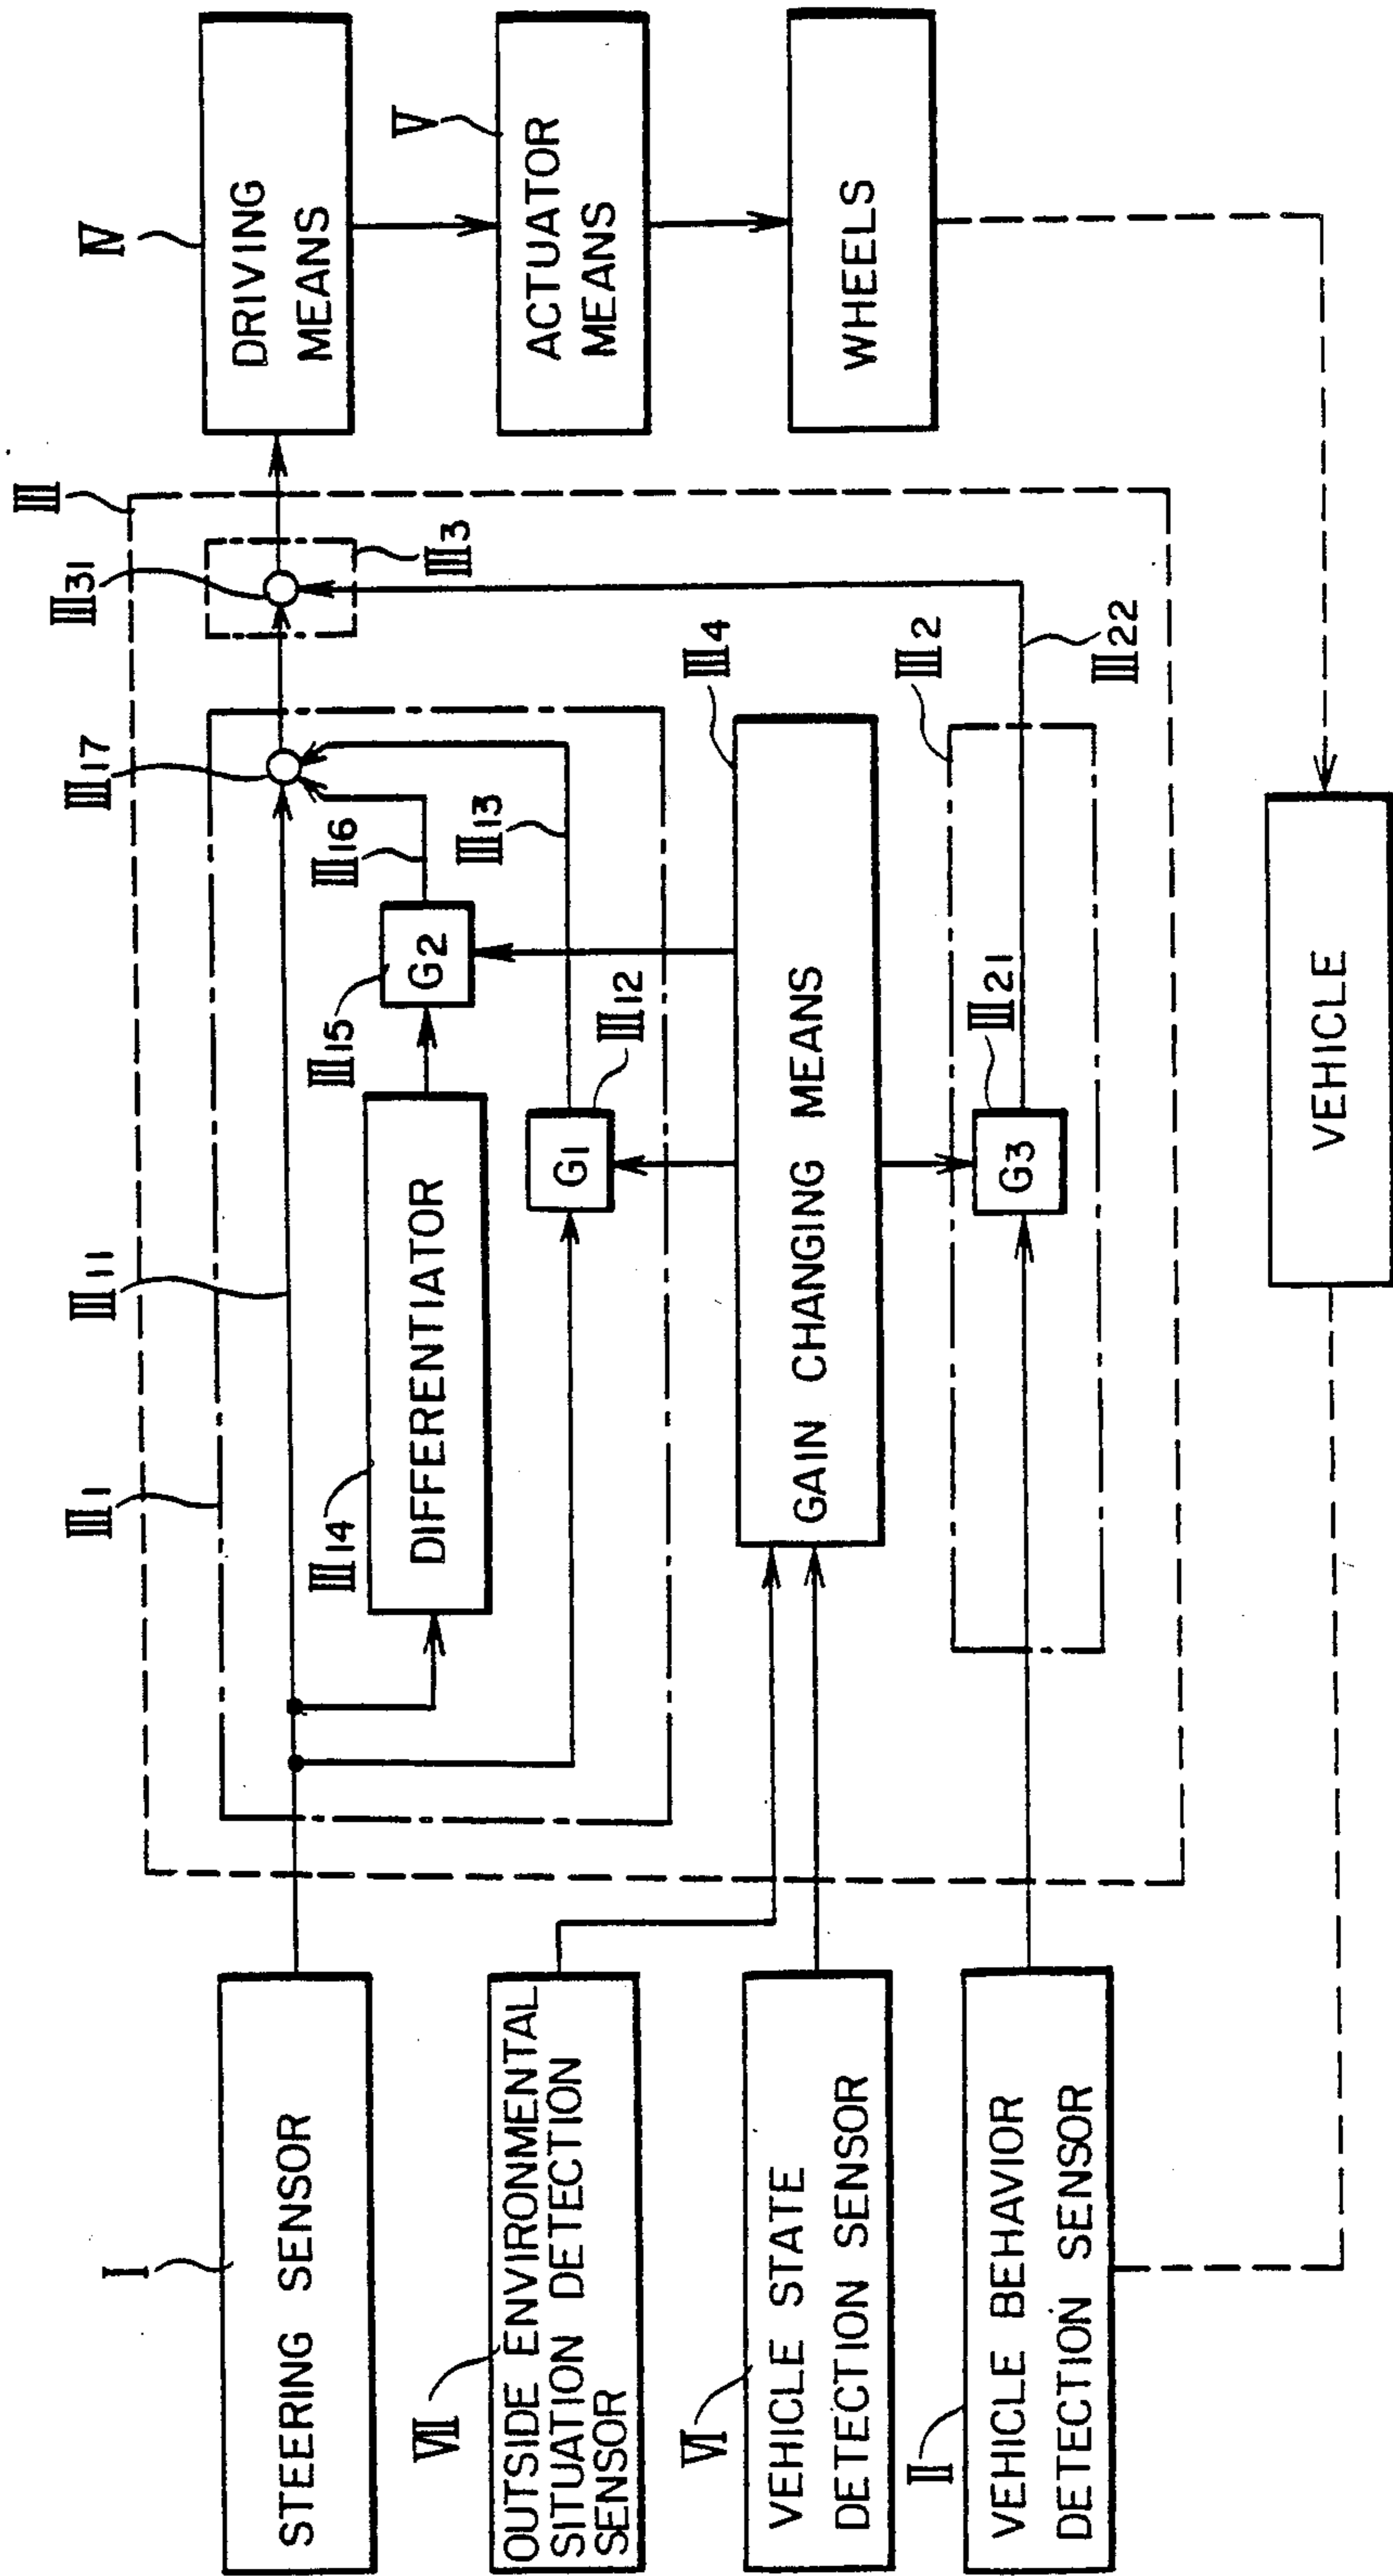 I
STEERING SENSOR
VII
OUTSIDE ENVIRONMENTAL
SITUATION DETECTION
SENSOR
VI
VEHICLE STATE
DETECTION SENSOR
II
VEHICLE BEHAVIOR
DETECTION SENSOR
III
III1
III11
III17
III31
III3
III14
DIFFERENTIATOR
III15
G2
III16
III13
G1
III12
GAIN CHANGING MEANS
III4
III2
G3
III21
III22
IV
DRIVING
MEANS
V
ACTUATOR
MEANS
WHEELS
VEHICLE